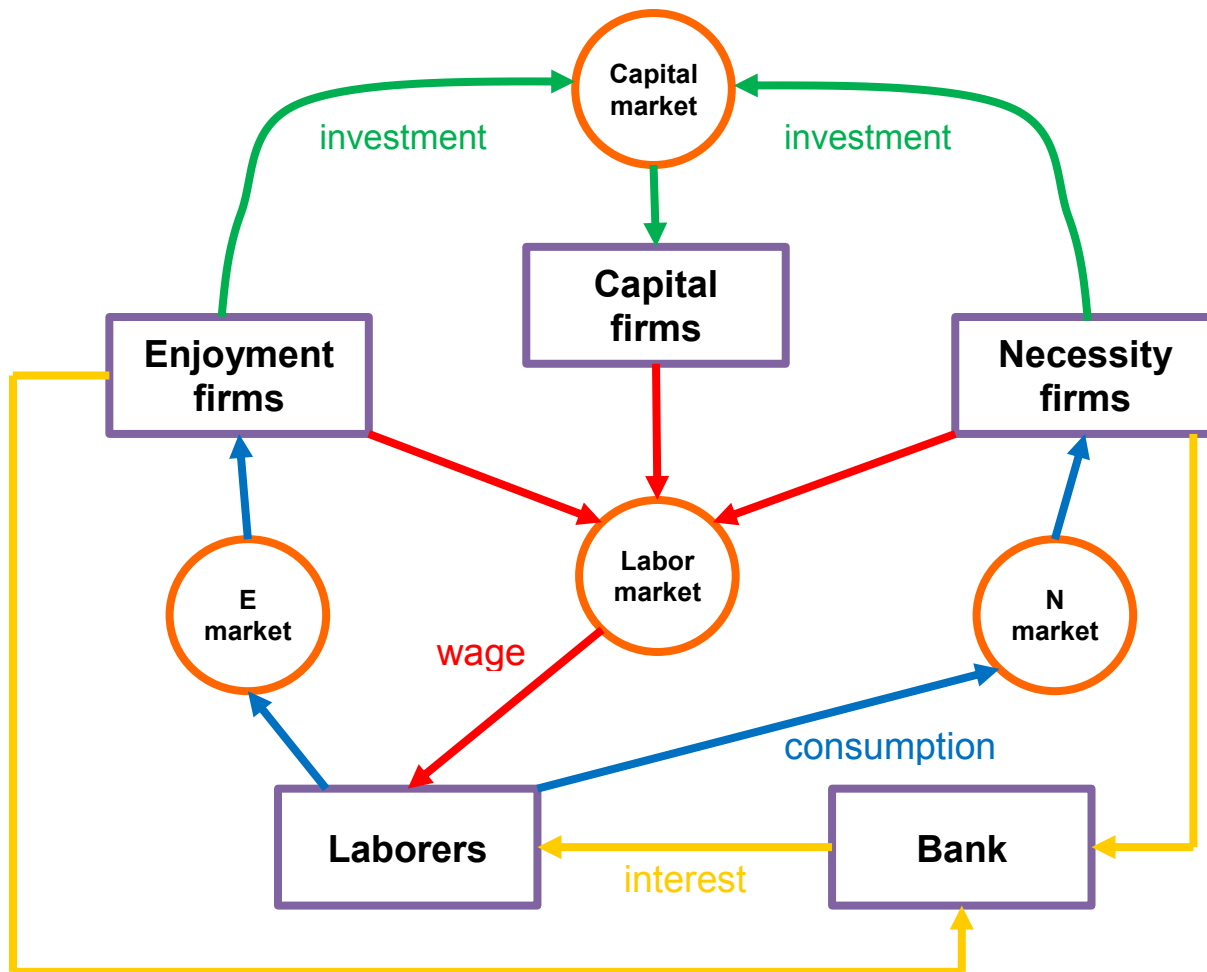 Capital
market
investment
investment
Capital
firms
Enjoyment
firms
Necessity
firms
Labor
market
E
market
N
market
wage
consumption
Laborers
Bank
interest